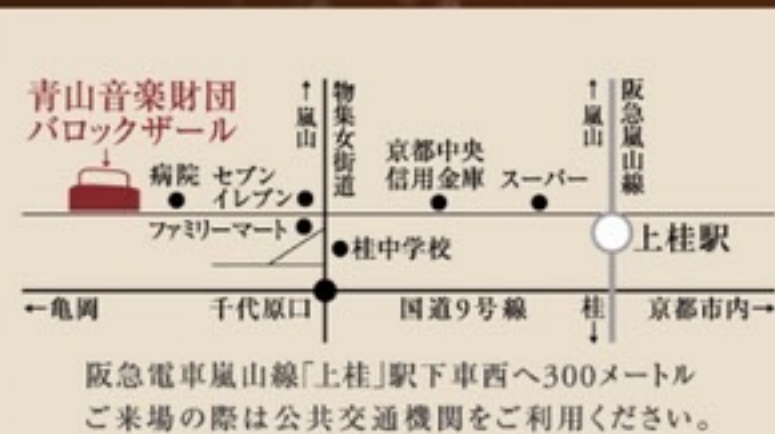 青山音楽財団
バロックザール
↓
病院
セブン
イレブン
ファミリーマート
↑嵐山
物集女街道
京都中央
信用金庫
スーパー
↑嵐山
阪急嵐山線
桂中学校
上桂駅
←亀岡
千代原口
国道9号線
桂↓
京都市内→
阪急電車嵐山線「上桂」駅下車西へ300メートル
ご来場の際は公共交通機関をご利用ください。